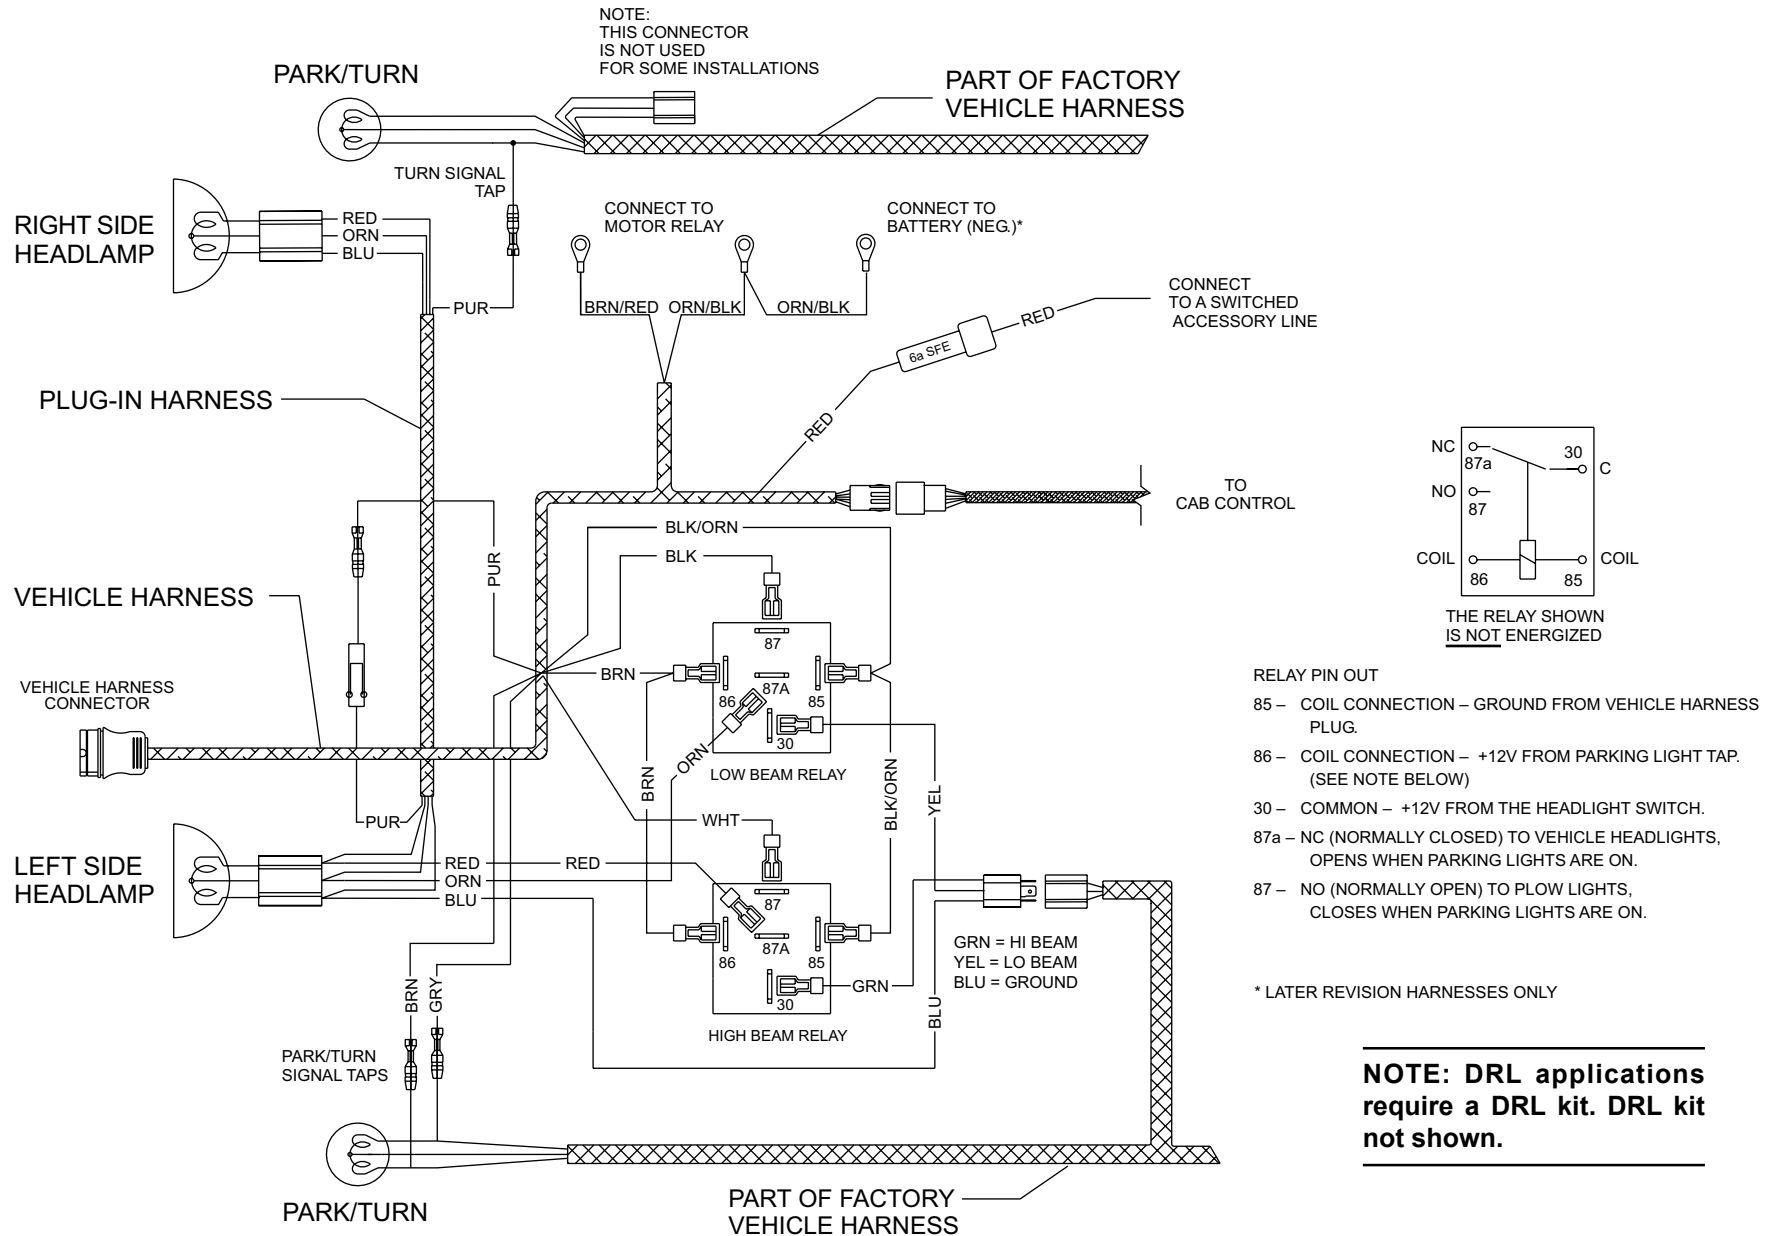 NOTE:
THIS CONNECTOR
IS NOT USED
FOR SOME INSTALLATIONS
PARK/TURN
PART OF FACTORY
VEHICLE HARNESS
TURN SIGNAL
TAP
RIGHT SIDE
HEADLAMP
RED
ORN
BLU
PUR
CONNECT TO
MOTOR RELAY
CONNECT TO
BATTERY (NEG.)*
BRN/RED
ORN/BLK
ORN/BLK
CONNECT
TO A SWITCHED
ACCESSORY LINE
RED
6a SFE
RED
PLUG-IN HARNESS
TO
CAB CONTROL
NC
87a
30
C
NO
87
COIL
86
85
COIL
THE RELAY SHOWN
IS NOT ENERGIZED
BLK/ORN
BLK
PUR
VEHICLE HARNESS
VEHICLE HARNESS
CONNECTOR
BRN
87
86
87A
85
30
LOW BEAM RELAY
ORN
BRN
BLK/ORN
YEL
RELAY PIN OUT
85 – COIL CONNECTION – GROUND FROM VEHICLE HARNESS
PLUG.
86 – COIL CONNECTION – +12V FROM PARKING LIGHT TAP.
(SEE NOTE BELOW)
30 – COMMON – +12V FROM THE HEADLIGHT SWITCH.
87a – NC (NORMALLY CLOSED) TO VEHICLE HEADLIGHTS,
OPENS WHEN PARKING LIGHTS ARE ON.
87 – NO (NORMALLY OPEN) TO PLOW LIGHTS,
CLOSES WHEN PARKING LIGHTS ARE ON.
PUR
WHT
LEFT SIDE
HEADLAMP
RED
ORN
BLU
RED
87
86
87A
85
30
HIGH BEAM RELAY
GRN
BLU
GRN = HI BEAM
YEL = LO BEAM
BLU = GROUND
* LATER REVISION HARNESSES ONLY
BRN
GRY
PARK/TURN
SIGNAL TAPS
NOTE: DRL applications
require a DRL kit. DRL kit
not shown.
PARK/TURN
PART OF FACTORY
VEHICLE HARNESS